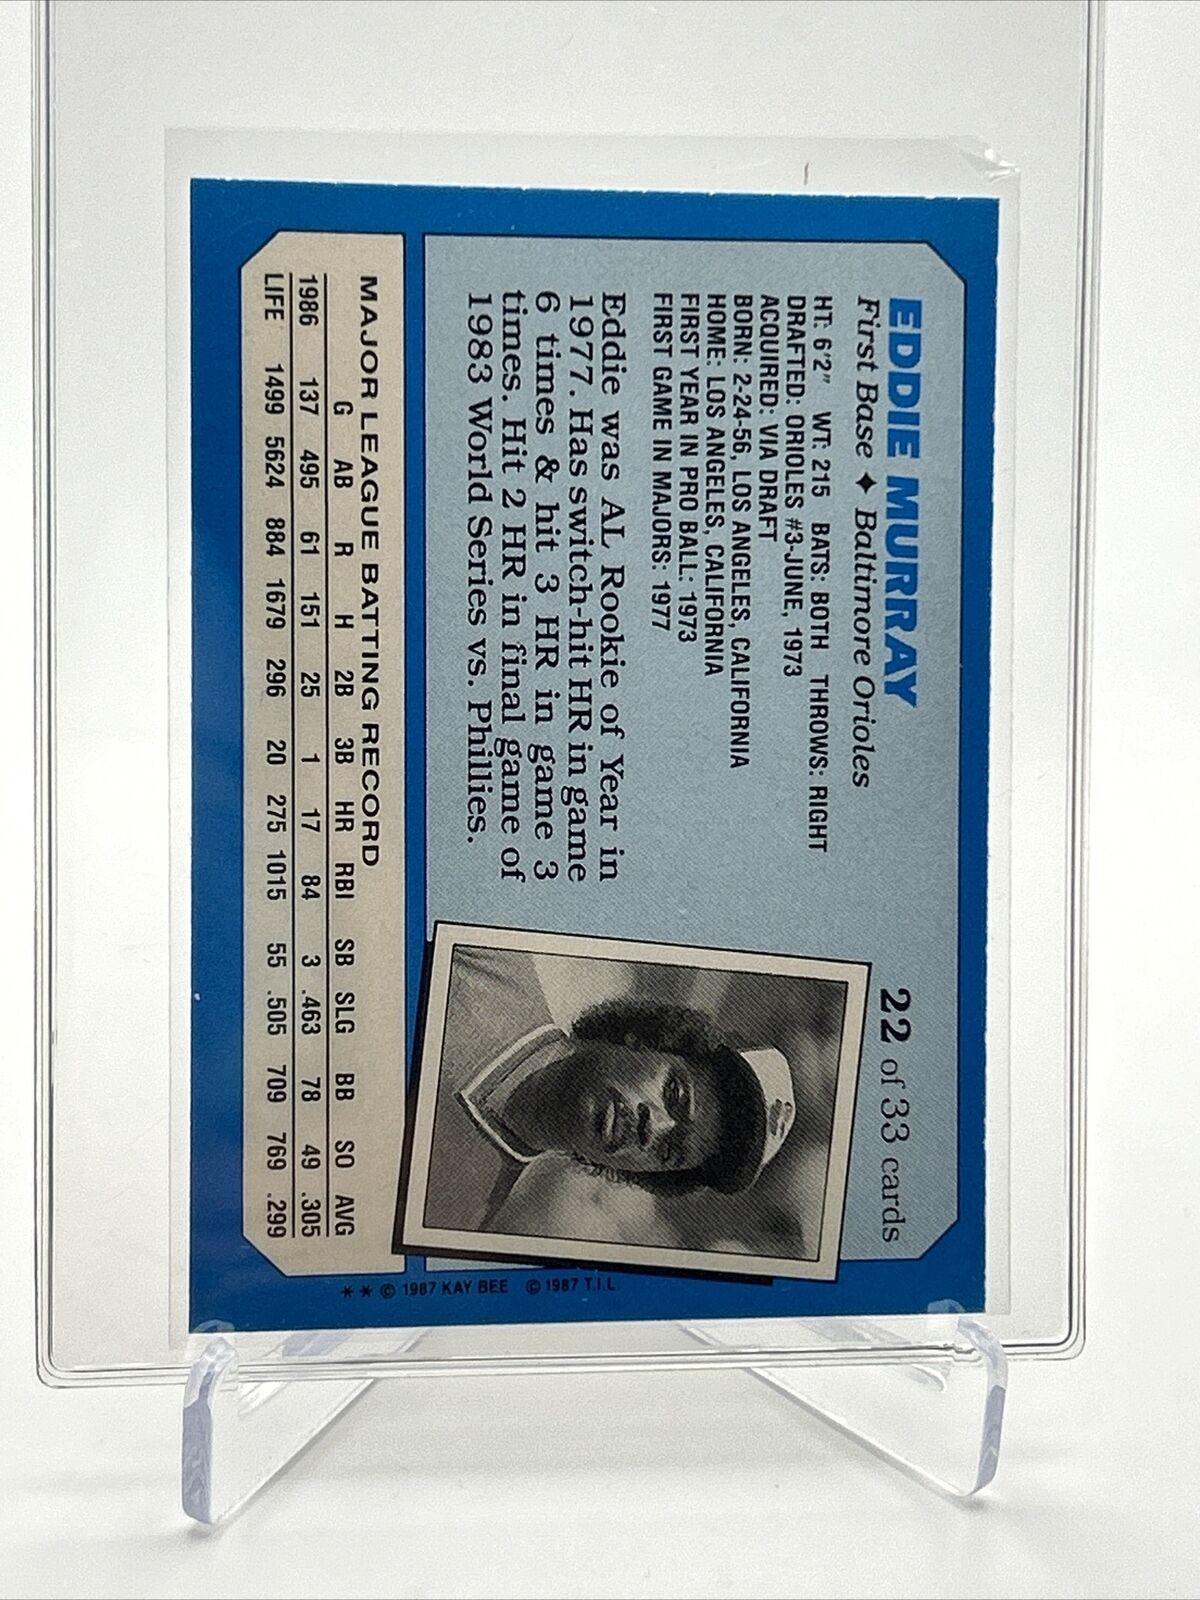 EDDIE MURRAY
First Base ♦ Baltimore Orioles
22 of 33 cards
HT: 6'2" WT: 215 BATS: BOTH THROWS: RIGHT
DRAFTED: ORIOLES #3-JUNE, 1973
ACQUIRED: VIA DRAFT
BORN: 2-24-56, LOS ANGELES, CALIFORNIA
HOME: LOS ANGELES, CALIFORNIA
FIRST YEAR IN PRO BALL: 1973
FIRST GAME IN MAJORS: 1977
Eddie was AL Rookie of Year in
1977. Has switch-hit HR in game
6 times & hit 3 HR in game 3
times. Hit 2 HR in final game of
1983 World Series vs. Phillies.
MAJOR LEAGUE BATTING RECORD
G AB R H 2B 3B HR RBI SB SLG BB SO AVG
1986 137 495 61 151 25 1 17 84 3 .463 78 49 .305
LIFE 1499 5624 884 1679 296 20 275 1015 55 .505 709 769 .299
** © 1987 KAY BEE © 1987 T.I.L.